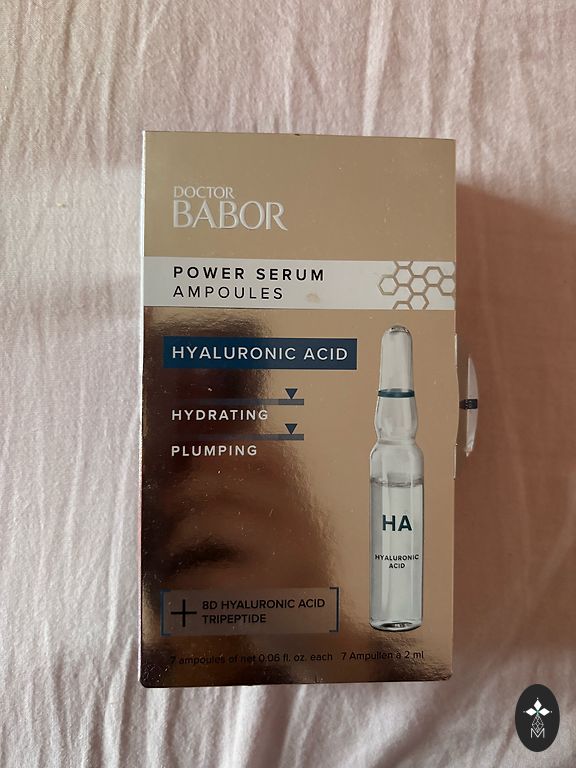 DOCTOR
BABOR
POWER SERUM
AMPOULES
HYALURONIC ACID
HYDRATING
PLUMPING
HA
HYALURONIC
ACID
+ 8D HYALURONIC ACID
TRIPEPTIDE
7 ampoules of net 0.06 fl. oz. each 7 Ampullen à 2 ml
M